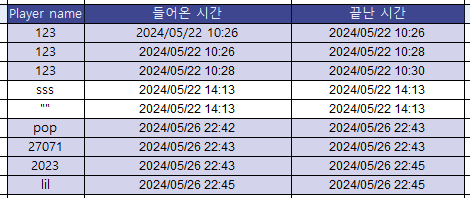 Player name 들어온 시간 끝난 시간
123 2024/05/22 10:26 2024/05/22 10:26
123 2024/05/22 10:26 2024/05/22 10:28
123 2024/05/22 10:28 2024/05/22 10:30
sss 2024/05/22 14:13 2024/05/22 14:13
"" 2024/05/22 14:13 2024/05/22 14:13
pop 2024/05/26 22:42 2024/05/26 22:43
27071 2024/05/26 22:43 2024/05/26 22:43
2023 2024/05/26 22:43 2024/05/26 22:45
lil 2024/05/26 22:45 2024/05/26 22:45